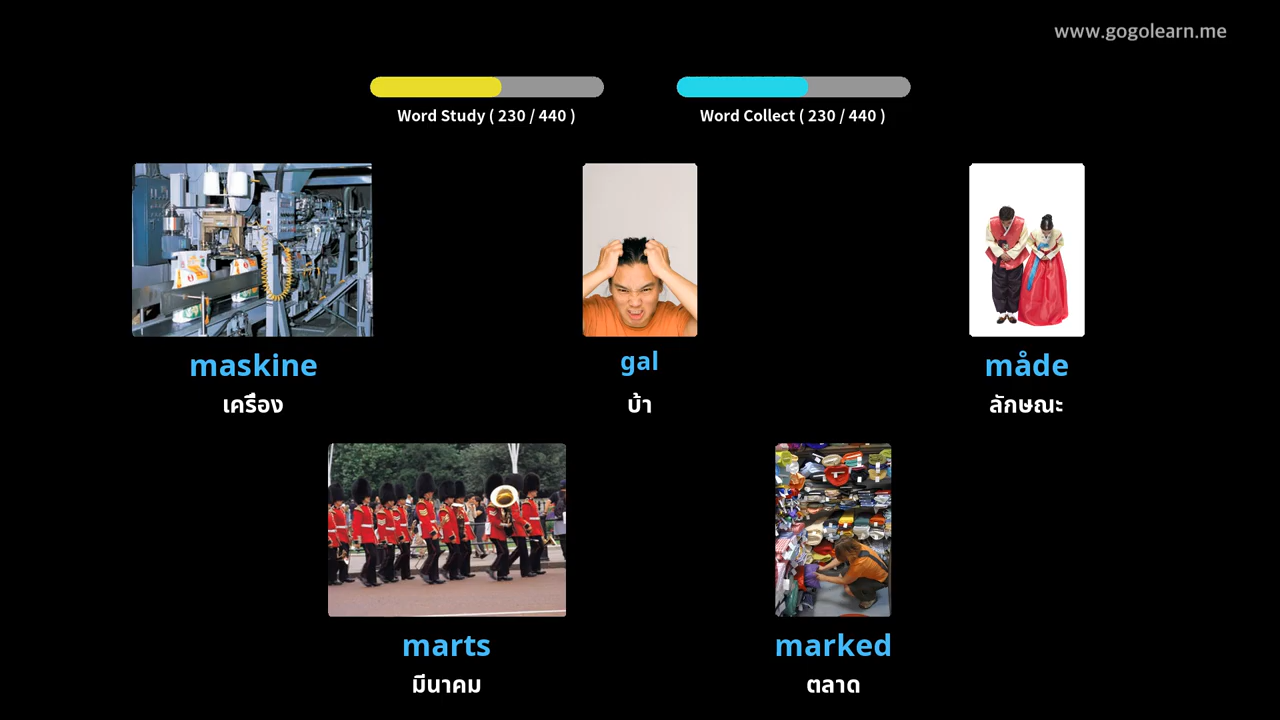 www.gogolearn.me
Word Study ( 230 / 440 )
Word Collect ( 230 / 440 )
maskine
เครื่อง
gal
บ้า
måde
ลักษณะ
marts
มีนาคม
marked
ตลาด